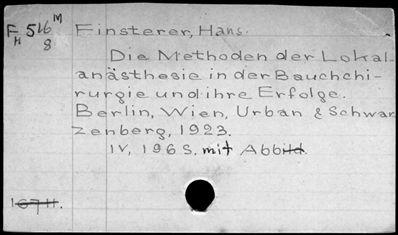 F 516 M Finsterer, Hans.
H 8
Die Methoden der Lokal-
anästhesie in der Bauchchi-
rurgie und ihre Erfolge.
Berlin, Wien, Urban & Schwar
zenberg, 1923.
IV, 196 S. mit Abbild.